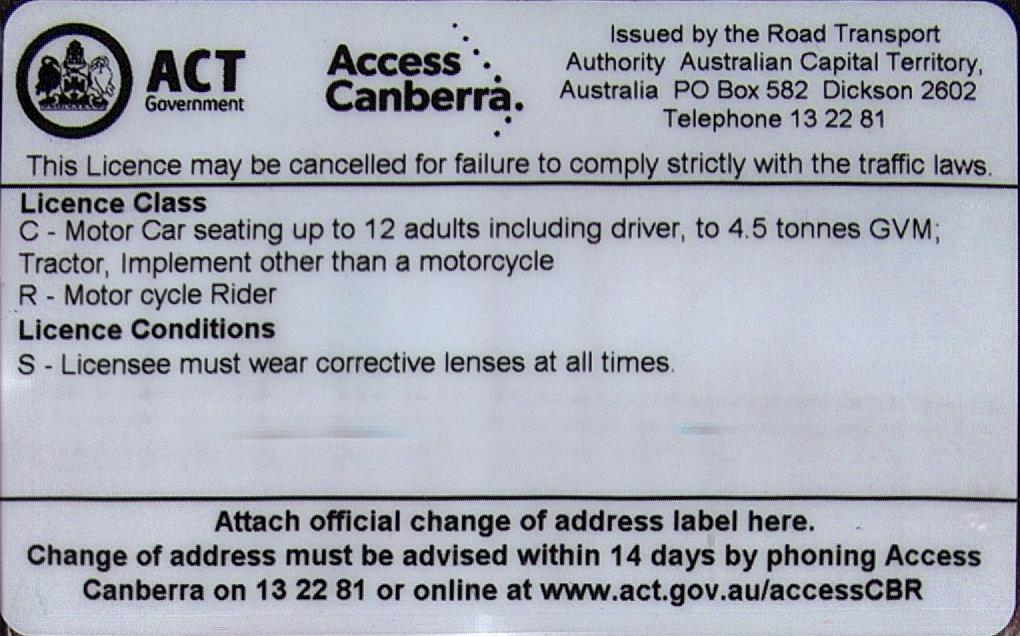 ACT
Government
Access
Canberra.
Issued by the Road Transport
Authority Australian Capital Territory,
Australia PO Box 582 Dickson 2602
Telephone 13 22 81
This Licence may be cancelled for failure to comply strictly with the traffic laws.
Licence Class
C - Motor Car seating up to 12 adults including driver, to 4.5 tonnes GVM;
Tractor, Implement other than a motorcycle
R - Motor cycle Rider
Licence Conditions
S - Licensee must wear corrective lenses at all times.
Attach official change of address label here.
Change of address must be advised within 14 days by phoning Access
Canberra on 13 22 81 or online at www.act.gov.au/accessCBR